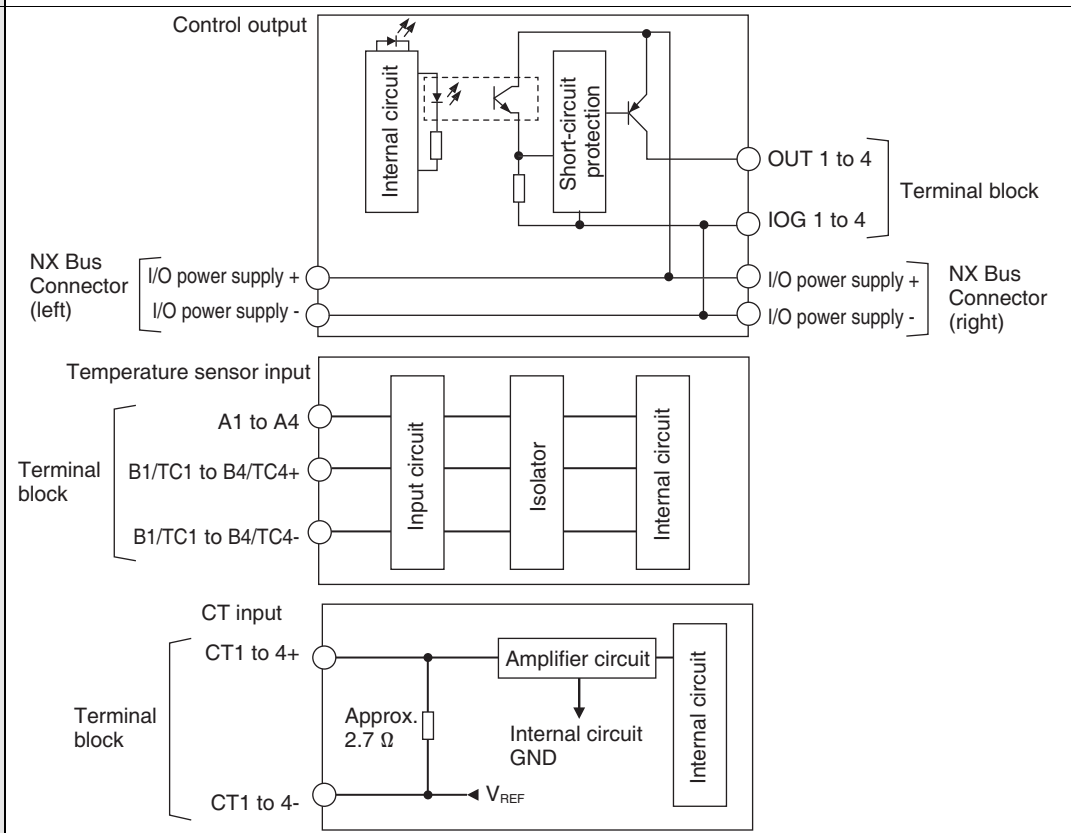 Control output
Internal circuit
Short-circuit
protection
OUT 1 to 4
IOG 1 to 4
Terminal block
NX Bus
Connector
(left)
I/O power supply +
I/O power supply -
I/O power supply +
I/O power supply -
NX Bus
Connector
(right)
Temperature sensor input
Terminal
block
A1 to A4
B1/TC1 to B4/TC4+
B1/TC1 to B4/TC4-
Input circuit
Isolator
Internal circuit
CT input
Terminal
block
CT1 to 4+
CT1 to 4-
Approx.
2.7 Ω
Amplifier circuit
Internal circuit
GND
VREF
Internal circuit